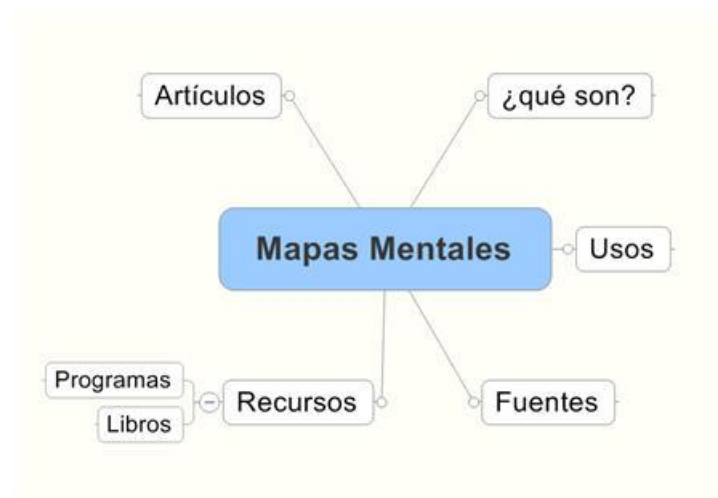 Artículos
¿qué son?
Mapas Mentales
Usos
Programas
Recursos
Fuentes
Libros